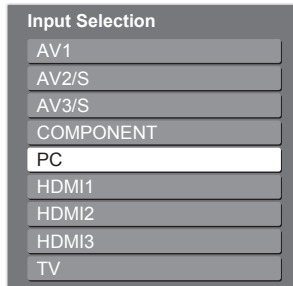 Input Selection
AV1
AV2/S
AV3/S
COMPONENT
PC
HDMI1
HDMI2
HDMI3
TV